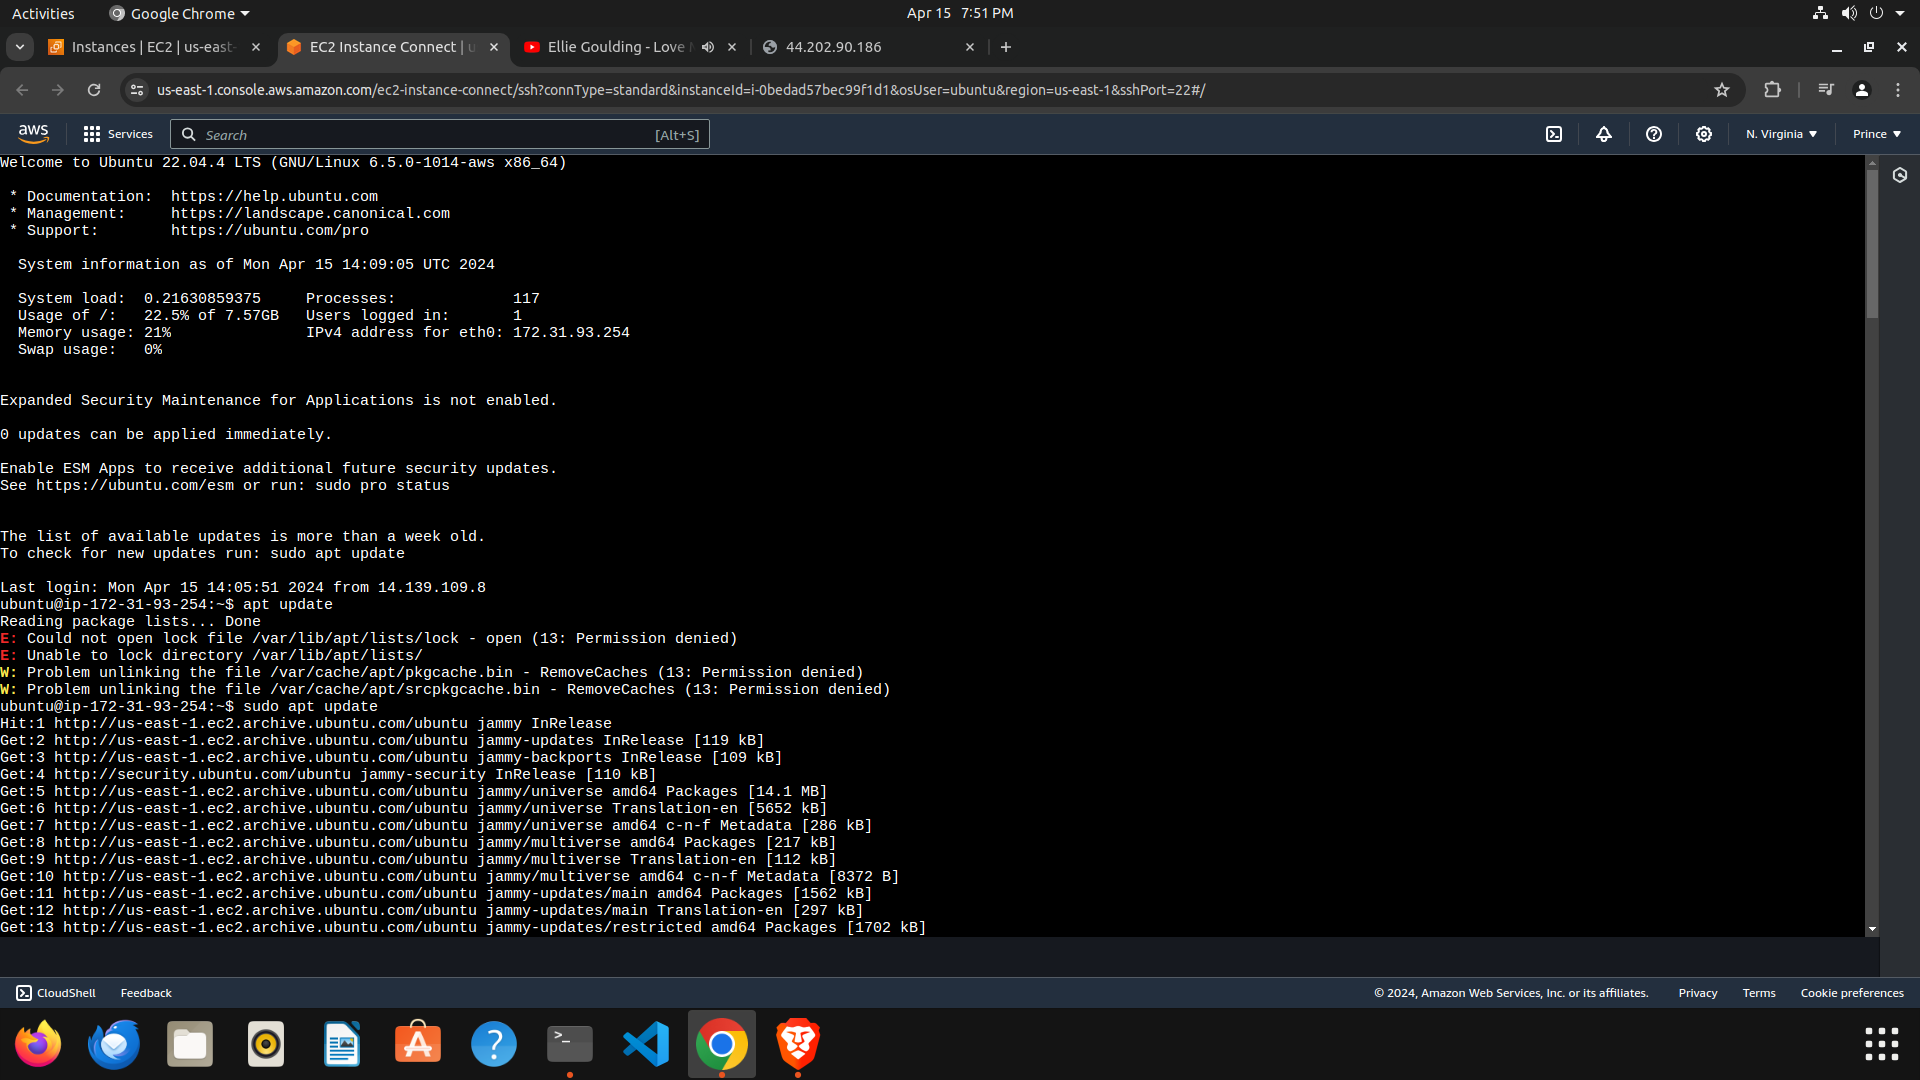 Activities
Google Chrome
Apr 15 7:51 PM
Instances | EC2 | us-east-
EC2 Instance Connect | u
Ellie Goulding - Love
44.202.90.186
us-east-1.console.aws.amazon.com/ec2-instance-connect/ssh?connType=standard&instanceId=i-0bedad57bec99f1d1&osUser=ubuntu&region=us-east-1&sshPort=22#/
aws
Services
Search
[Alt+S]
N. Virginia
Prince
Welcome to Ubuntu 22.04.4 LTS (GNU/Linux 6.5.0-1014-aws x86_64)
* Documentation: https://help.ubuntu.com
* Management: https://landscape.canonical.com
* Support: https://ubuntu.com/pro
System information as of Mon Apr 15 14:09:05 UTC 2024
System load: 0.21630859375 Processes: 117
Usage of /: 22.5% of 7.57GB Users logged in: 1
Memory usage: 21% IPv4 address for eth0: 172.31.93.254
Swap usage: 0%
Expanded Security Maintenance for Applications is not enabled.
0 updates can be applied immediately.
Enable ESM Apps to receive additional future security updates.
See https://ubuntu.com/esm or run: sudo pro status
The list of available updates is more than a week old.
To check for new updates run: sudo apt update
Last login: Mon Apr 15 14:05:51 2024 from 14.139.109.8
ubuntu@ip-172-31-93-254:~$ apt update
Reading package lists... Done
E: Could not open lock file /var/lib/apt/lists/lock - open (13: Permission denied)
E: Unable to lock directory /var/lib/apt/lists/
W: Problem unlinking the file /var/cache/apt/pkgcache.bin - RemoveCaches (13: Permission denied)
W: Problem unlinking the file /var/cache/apt/srcpkgcache.bin - RemoveCaches (13: Permission denied)
ubuntu@ip-172-31-93-254:~$ sudo apt update
Hit:1 http://us-east-1.ec2.archive.ubuntu.com/ubuntu jammy InRelease
Get:2 http://us-east-1.ec2.archive.ubuntu.com/ubuntu jammy-updates InRelease [119 kB]
Get:3 http://us-east-1.ec2.archive.ubuntu.com/ubuntu jammy-backports InRelease [109 kB]
Get:4 http://security.ubuntu.com/ubuntu jammy-security InRelease [110 kB]
Get:5 http://us-east-1.ec2.archive.ubuntu.com/ubuntu jammy/universe amd64 Packages [14.1 MB]
Get:6 http://us-east-1.ec2.archive.ubuntu.com/ubuntu jammy/universe Translation-en [5652 kB]
Get:7 http://us-east-1.ec2.archive.ubuntu.com/ubuntu jammy/universe amd64 c-n-f Metadata [286 kB]
Get:8 http://us-east-1.ec2.archive.ubuntu.com/ubuntu jammy/multiverse amd64 Packages [217 kB]
Get:9 http://us-east-1.ec2.archive.ubuntu.com/ubuntu jammy/multiverse Translation-en [112 kB]
Get:10 http://us-east-1.ec2.archive.ubuntu.com/ubuntu jammy/multiverse amd64 c-n-f Metadata [8372 B]
Get:11 http://us-east-1.ec2.archive.ubuntu.com/ubuntu jammy-updates/main amd64 Packages [1562 kB]
Get:12 http://us-east-1.ec2.archive.ubuntu.com/ubuntu jammy-updates/main Translation-en [297 kB]
Get:13 http://us-east-1.ec2.archive.ubuntu.com/ubuntu jammy-updates/restricted amd64 Packages [1702 kB]
CloudShell
Feedback
© 2024, Amazon Web Services, Inc. or its affiliates.
Privacy
Terms
Cookie preferences